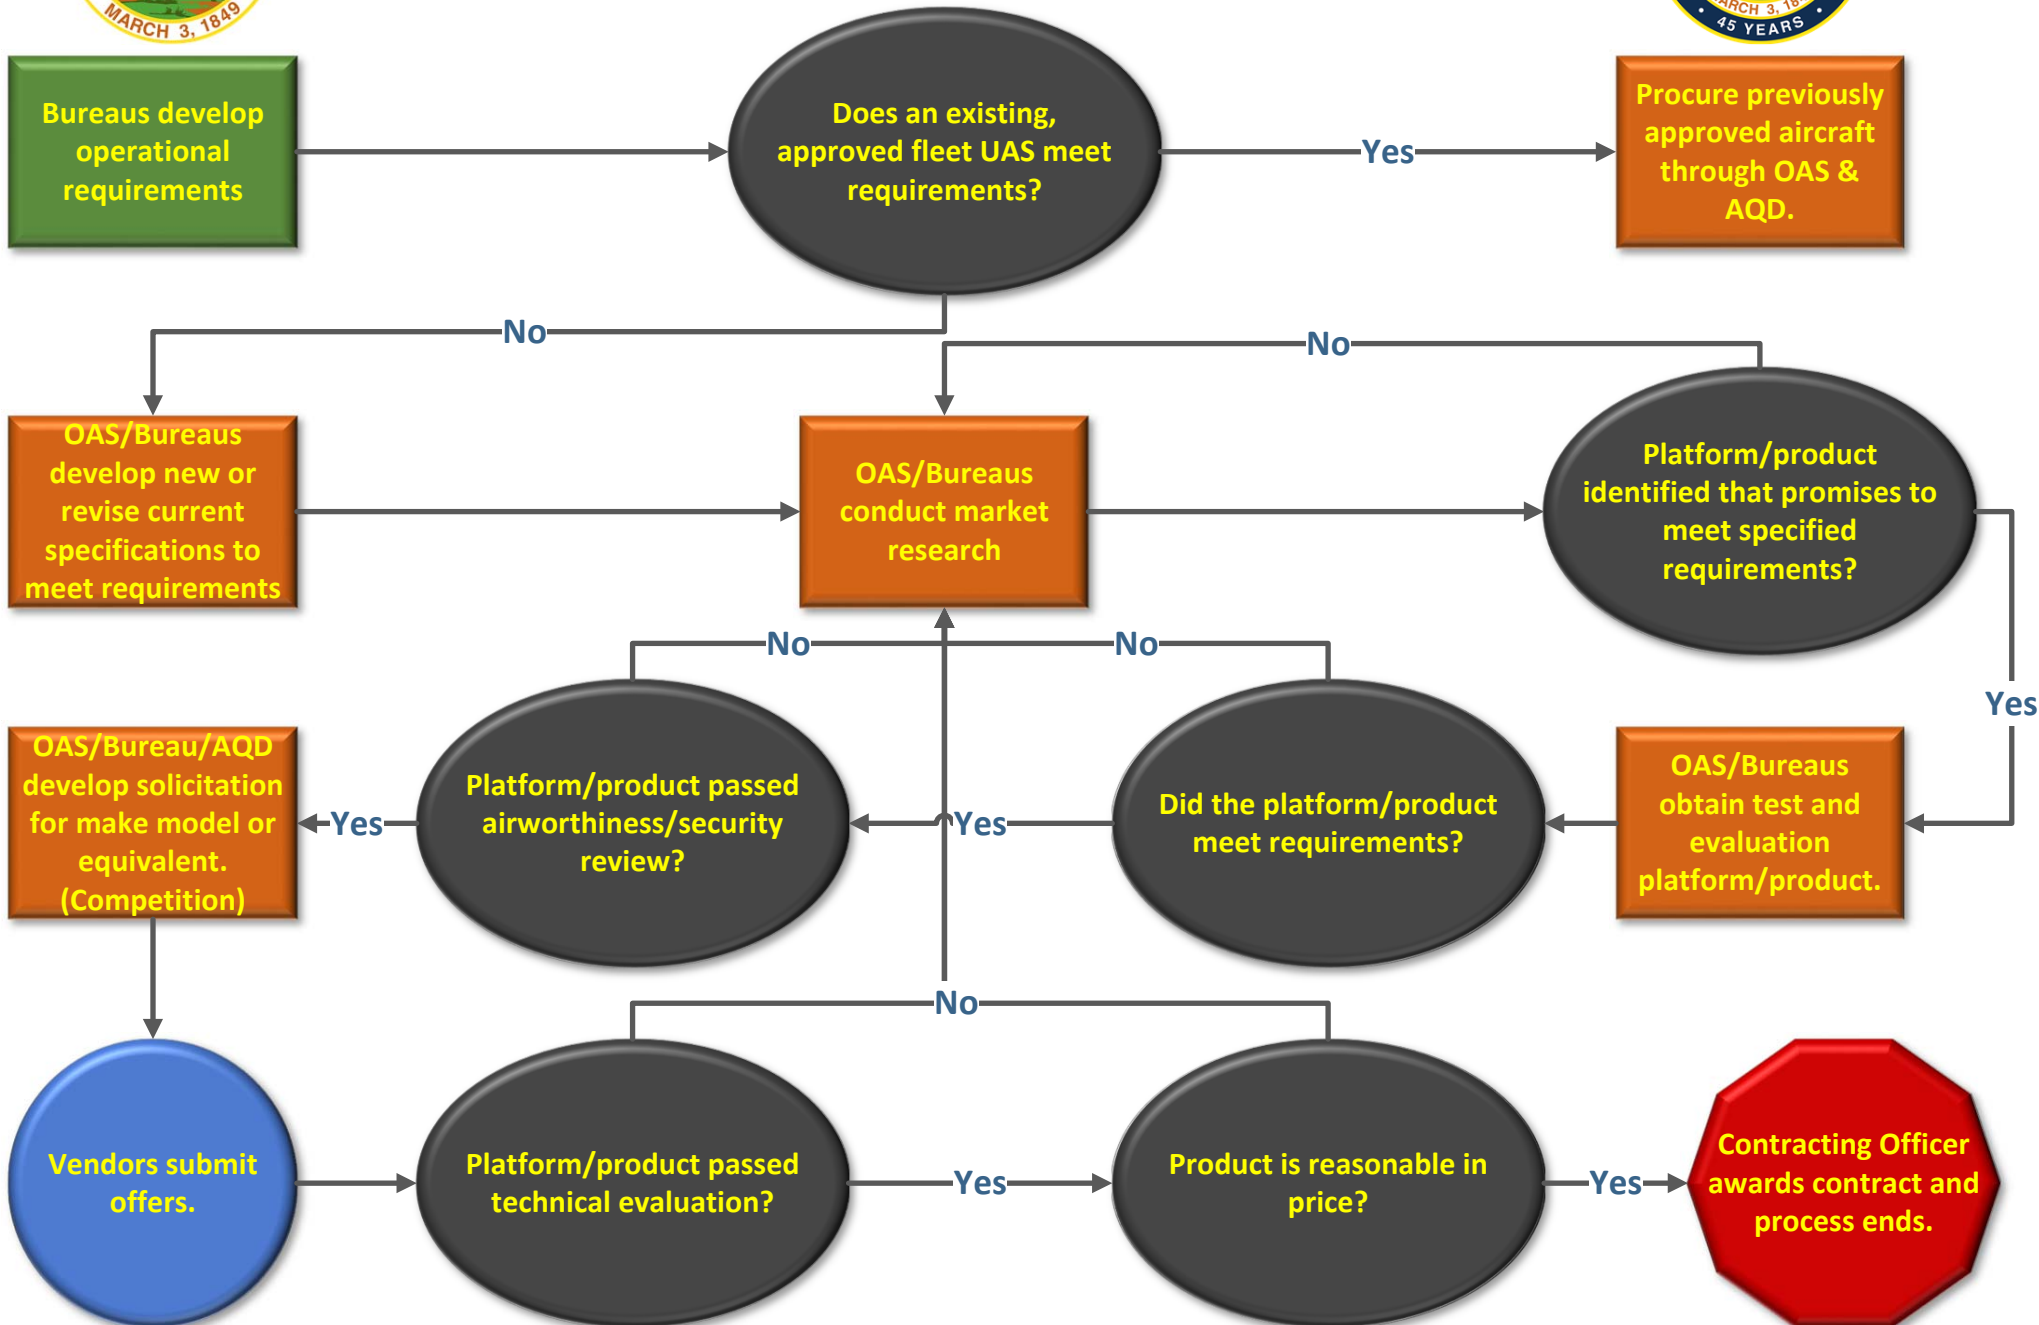 MARCH 3, 1849
MARCH 3, 18
45 YEARS
Bureaus develop
operational
requirements
Does an existing,
approved fleet UAS meet
requirements?
Yes
Procure previously
approved aircraft
through OAS &
AQD.
No
No
OAS/Bureaus
develop new or
revise current
specifications to
meet requirements
OAS/Bureaus
conduct market
research
Platform/product
identified that promises to
meet specified
requirements?
No
No
Yes
OAS/Bureau/AQD
develop solicitation
for make model or
equivalent.
(Competition)
Yes
Platform/product passed
airworthiness/security
review?
Yes
Did the platform/product
meet requirements?
OAS/Bureaus
obtain test and
evaluation
platform/product.
No
Vendors submit
offers.
Platform/product passed
technical evaluation?
Yes
Product is reasonable in
price?
Yes
Contracting Officer
awards contract and
process ends.